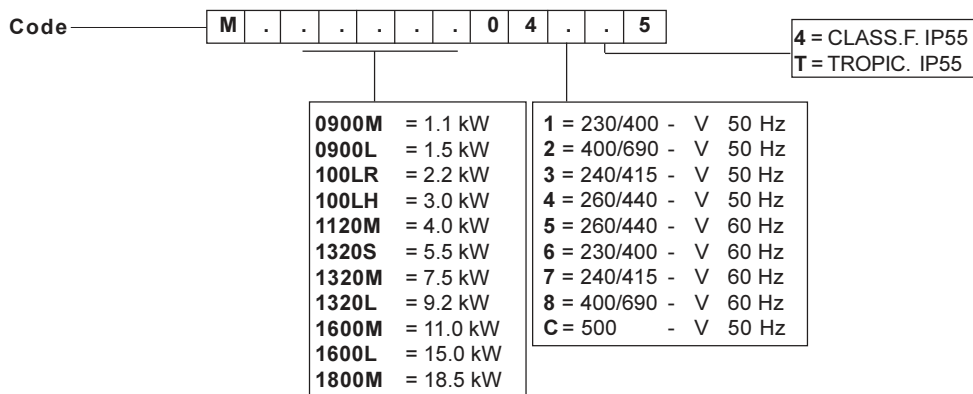 Code M . . . . . . 0 4 . . 5
4 = CLASS.F. IP55
T = TROPIC. IP55
0900M = 1.1 kW
0900L = 1.5 kW
100LR = 2.2 kW
100LH = 3.0 kW
1120M = 4.0 kW
1320S = 5.5 kW
1320M = 7.5 kW
1320L = 9.2 kW
1600M = 11.0 kW
1600L = 15.0 kW
1800M = 18.5 kW
1 = 230/400 - V 50 Hz
2 = 400/690 - V 50 Hz
3 = 240/415 - V 50 Hz
4 = 260/440 - V 50 Hz
5 = 260/440 - V 60 Hz
6 = 230/400 - V 60 Hz
7 = 240/415 - V 60 Hz
8 = 400/690 - V 60 Hz
C = 500 - V 50 Hz